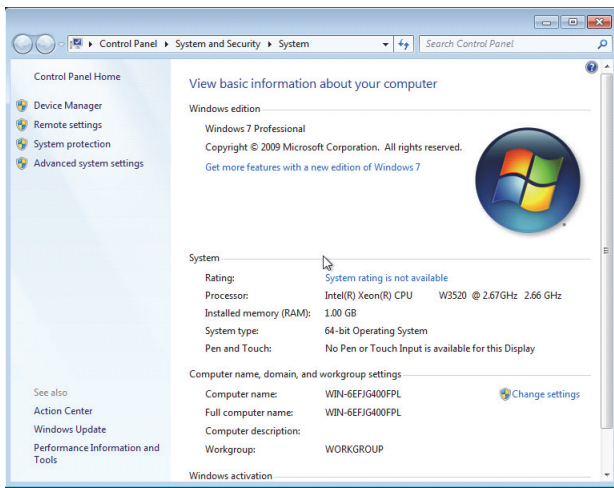 Control Panel ▸ System and Security ▸ System
Search Control Panel
Control Panel Home
Device Manager
Remote settings
System protection
Advanced system settings
See also
Action Center
Windows Update
Performance Information and
Tools
View basic information about your computer
Windows edition
Windows 7 Professional
Copyright © 2009 Microsoft Corporation. All rights reserved.
Get more features with a new edition of Windows 7
System
Rating: System rating is not available
Processor: Intel(R) Xeon(R) CPU W3520 @ 2.67GHz 2.66 GHz
Installed memory (RAM): 1.00 GB
System type: 64-bit Operating System
Pen and Touch: No Pen or Touch Input is available for this Display
Computer name, domain, and workgroup settings
Computer name: WIN-6EFJG400FPL
Change settings
Full computer name: WIN-6EFJG400FPL
Computer description:
Workgroup: WORKGROUP
Windows activation